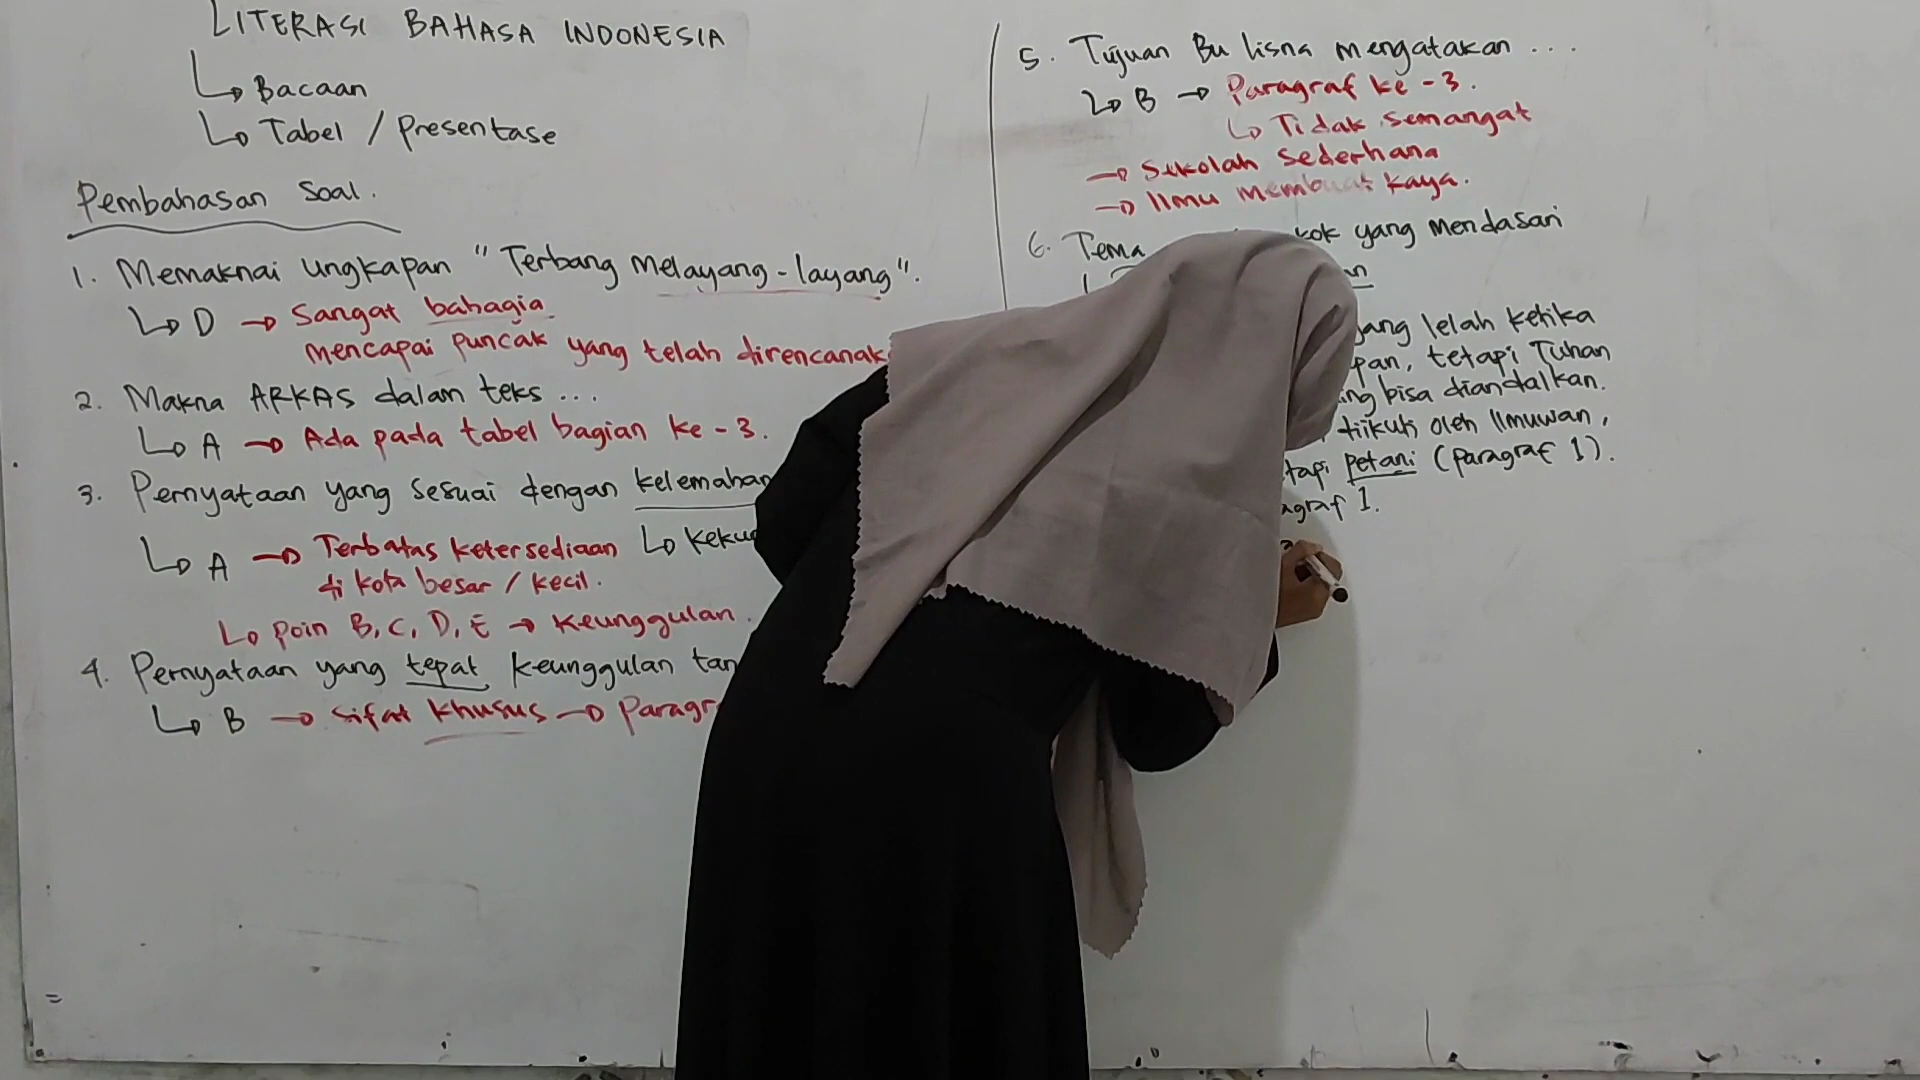 LITERASI BAHASA INDONESIA
Bacaan
Tabel / Presentase
Pembahasan Soal.
1. Memaknai Ungkapan "Terbang Melayang-layang".
D → Sangat bahagia
Mencapai puncak yang telah direncanak
2. Makna ARKAS dalam teks ...
A → Ada pada tabel bagian ke-3.
3. Pernyataan yang sesuai dengan kelemahan
A → Terbatas ketersediaan
di kota besar / kecil.
Poin B, C, D, E → Keunggulan.
4. Pernyataan yang tepat keunggulan tan
B → Sifat Khusus → Paragr
5. Tujuan Bu lisna mengatakan ...
B → Paragraf ke-3.
Tidak semangat
→ Sekolah Sederhana
→ Ilmu membuat kaya.
6. Tema kok yang mendasari
yang lelah ketika
pan, tetapi Tuhan
ng bisa diandalkan.
diikuti oleh Ilmuwan,
tapi petani (paragraf 1).
agraf 1.